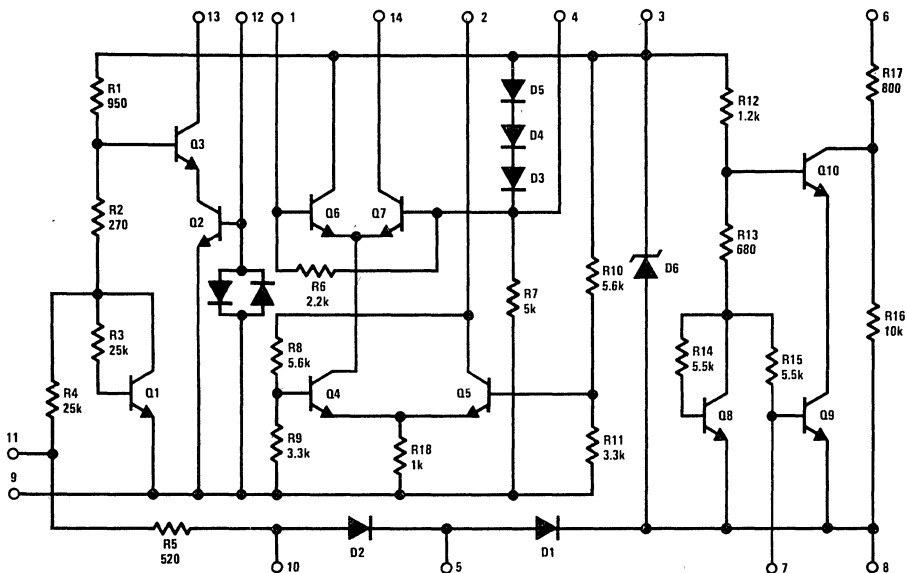 13 12 1 14 2 4 3 6
R1
950
R17
800
D5
R12
1.2k
Q3
D4
Q10
D3
R2
270
Q2
Q6
Q7
R13
680
R10
5.6k
D6
R6
2.2k
R7
5k
R16
10k
R3
25k
R8
5.6k
R14
5.5k
R15
5.5k
R4
25k
Q1
Q4
Q5
Q8
Q9
11
R9
3.3k
R18
1k
R11
3.3k
9
R5
520
D2
D1
10 5 7 8